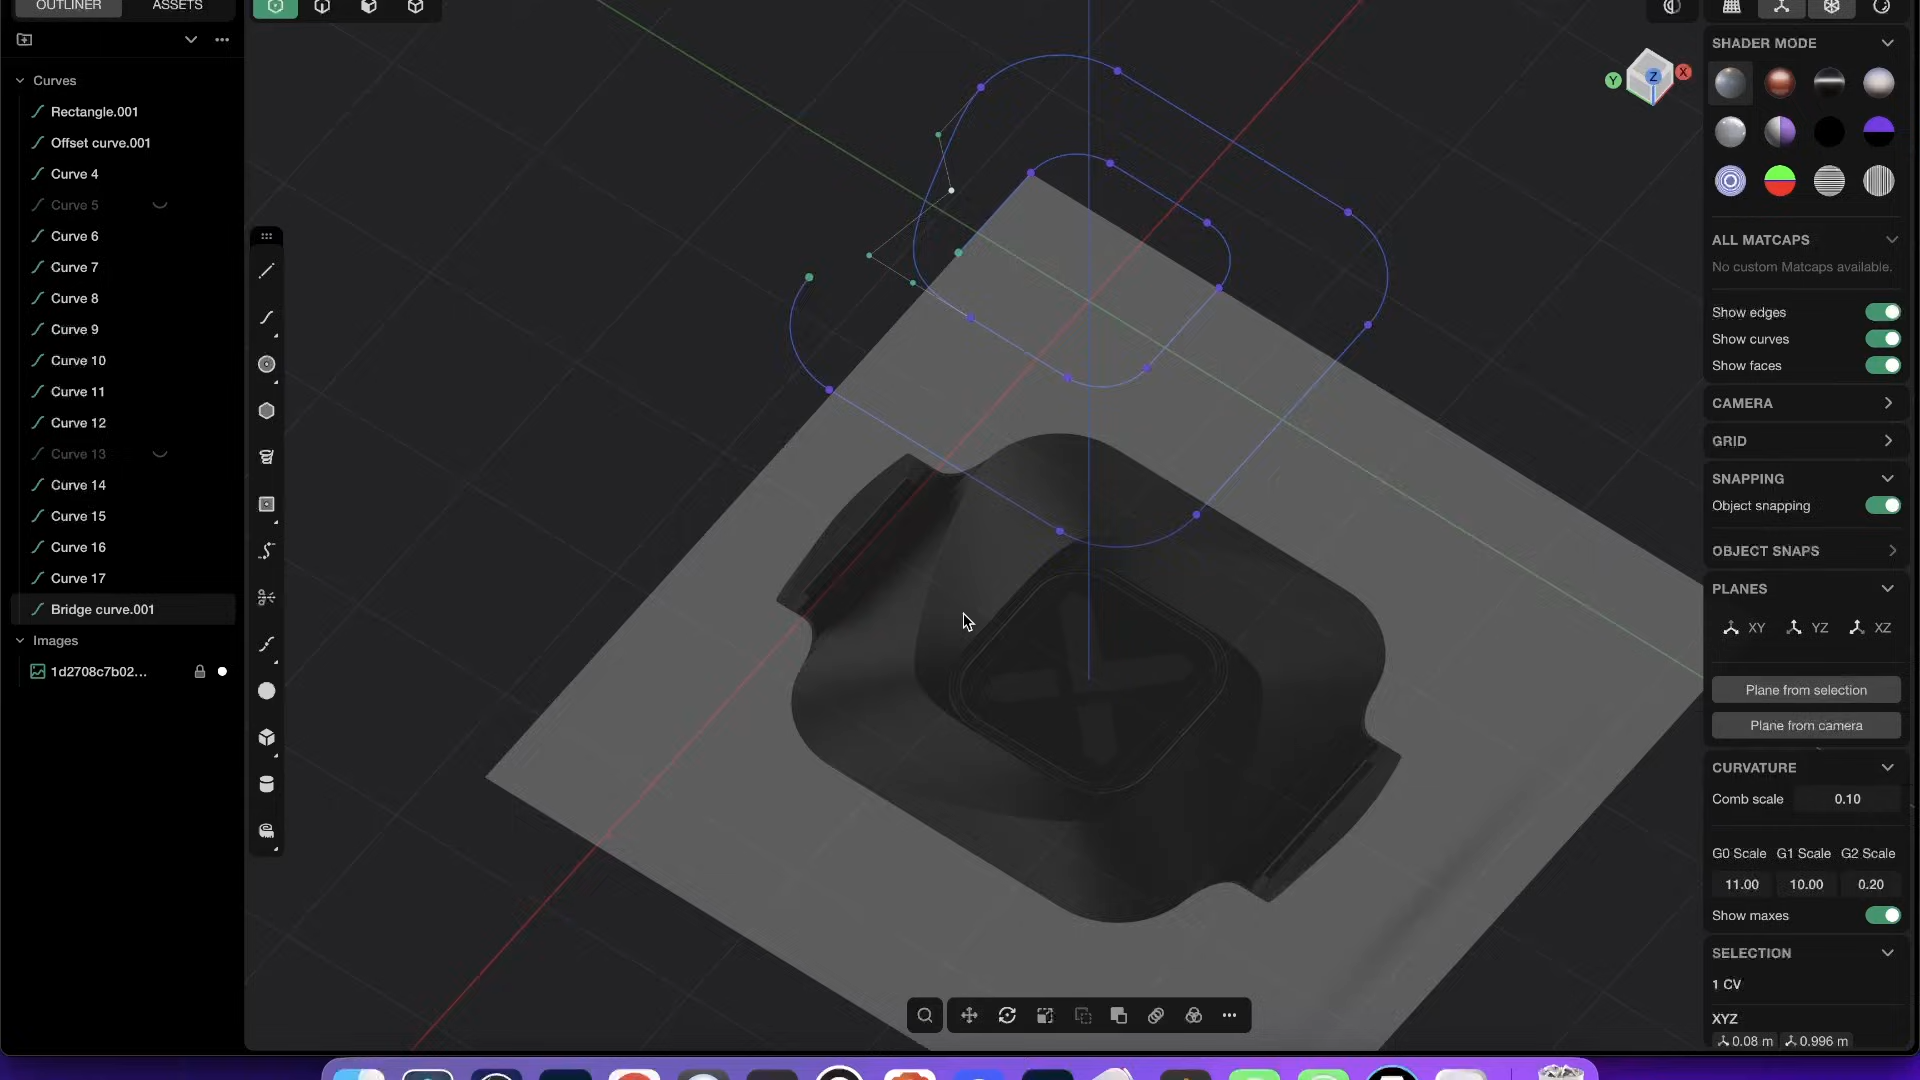 OUTLINER ASSETS
Curves
Rectangle.001
Offset curve.001
Curve 4
Curve 5
Curve 6
Curve 7
Curve 8
Curve 9
Curve 10
Curve 11
Curve 12
Curve 13
Curve 14
Curve 15
Curve 16
Curve 17
Bridge curve.001
Images
1d2708c7b02...
Y Z X
SHADER MODE
ALL MATCAPS
No custom Matcaps available.
Show edges
Show curves
Show faces
CAMERA
GRID
SNAPPING
Object snapping
OBJECT SNAPS
PLANES
XY YZ XZ
Plane from selection
Plane from camera
CURVATURE
Comb scale 0.10
G0 Scale G1 Scale G2 Scale
11.00 10.00 0.20
Show maxes
SELECTION
1 CV
XYZ
0.08 m 0.996 m